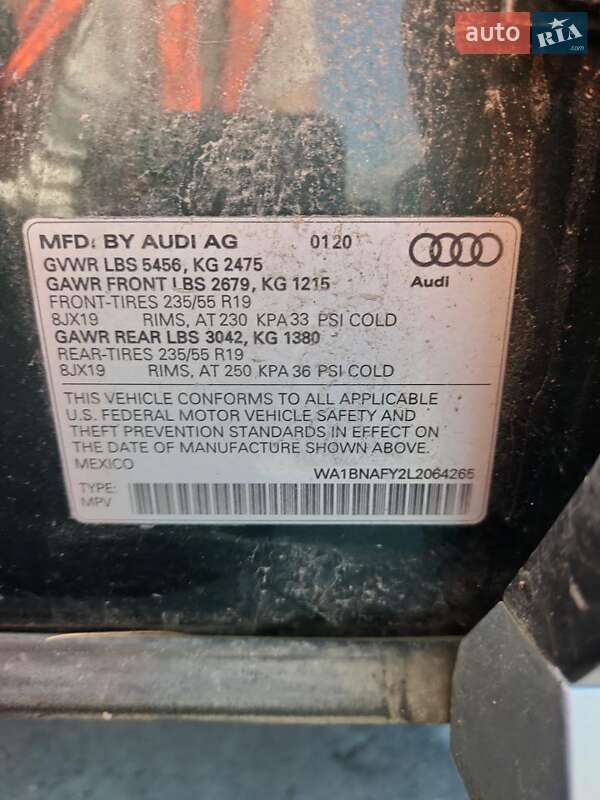 auto RIA
.com
MFD. BY AUDI AG 0120
GVWR LBS 5456, KG 2475
GAWR FRONT LBS 2679, KG 1215
FRONT-TIRES 235/55 R19
8JX19 RIMS, AT 230 KPA 33 PSI COLD
GAWR REAR LBS 3042, KG 1380
REAR-TIRES 235/55 R19
8JX19 RIMS, AT 250 KPA 36 PSI COLD
Audi
THIS VEHICLE CONFORMS TO ALL APPLICABLE
U.S. FEDERAL MOTOR VEHICLE SAFETY AND
THEFT PREVENTION STANDARDS IN EFFECT ON
THE DATE OF MANUFACTURE SHOWN ABOVE.
MEXICO
WA1BNAFY2L2064265
TYPE:
MPV